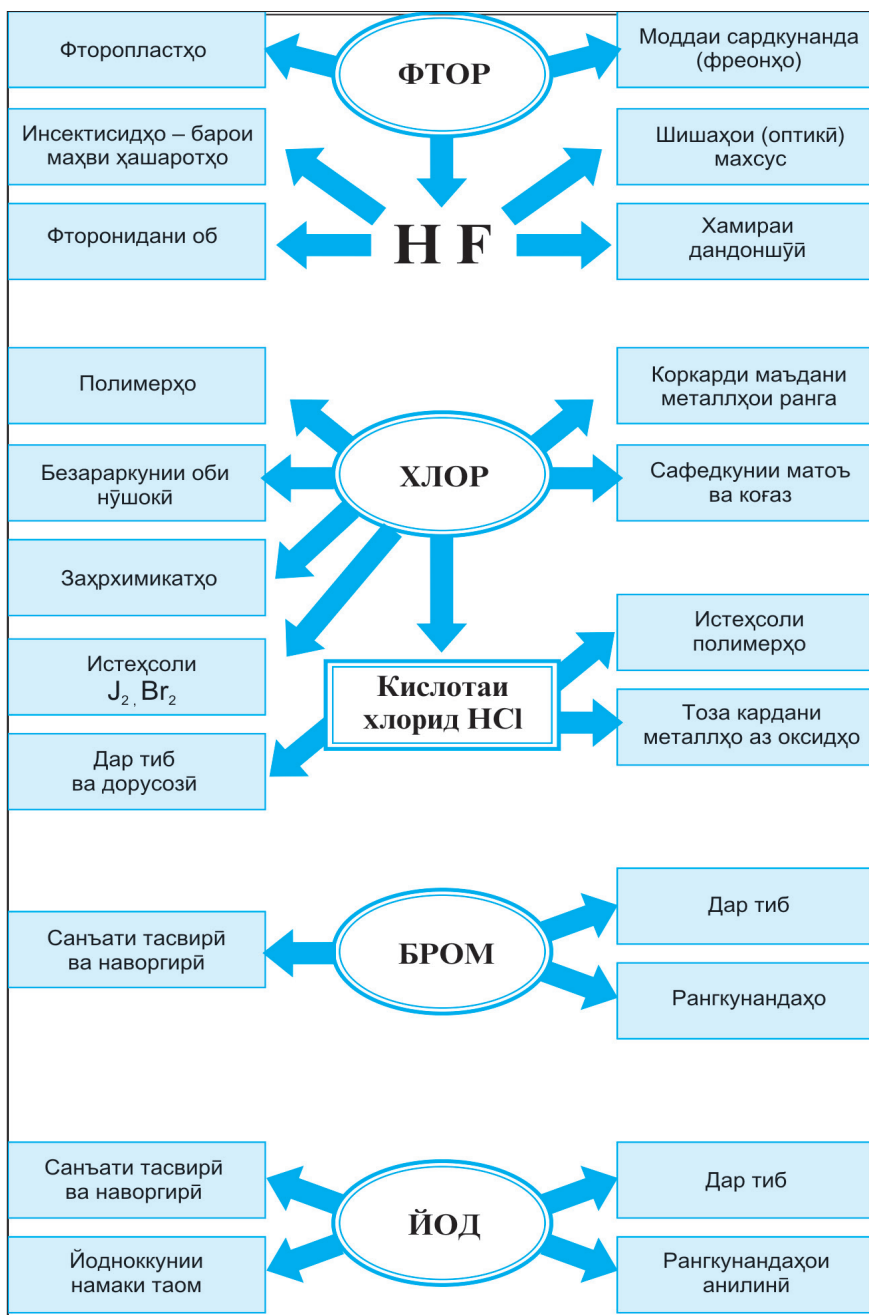 Фторопластҳо
ФТОР
Моддаи сардкунанда
(фреонҳо)
Инсектисидҳо – барои
маҳви ҳашаротҳо
Шишаҳои (оптикӣ)
махсус
Фторонидани об
H F
Хамираи
дандоншӯӣ
Полимерҳо
Коркарди маъдани
металлҳои ранга
Безараркунии оби
нӯшокӣ
ХЛОР
Сафедкунии матоъ
ва коғаз
Заҳрхимикатҳо
Истеҳсоли
J₂, Br₂
Кислотаи
хлорид HCl
Истеҳсоли
полимерҳо
Тоза кардани
металлҳо аз оксидҳо
Дар тиб
ва дорусозӣ
Санъати тасвирӣ
ва наворгирӣ
БРОМ
Дар тиб
Рангкунандаҳо
Санъати тасвирӣ
ва наворгирӣ
ЙОД
Дар тиб
Йодноккунии
намаки таом
Рангкунандаҳои
анилинӣ